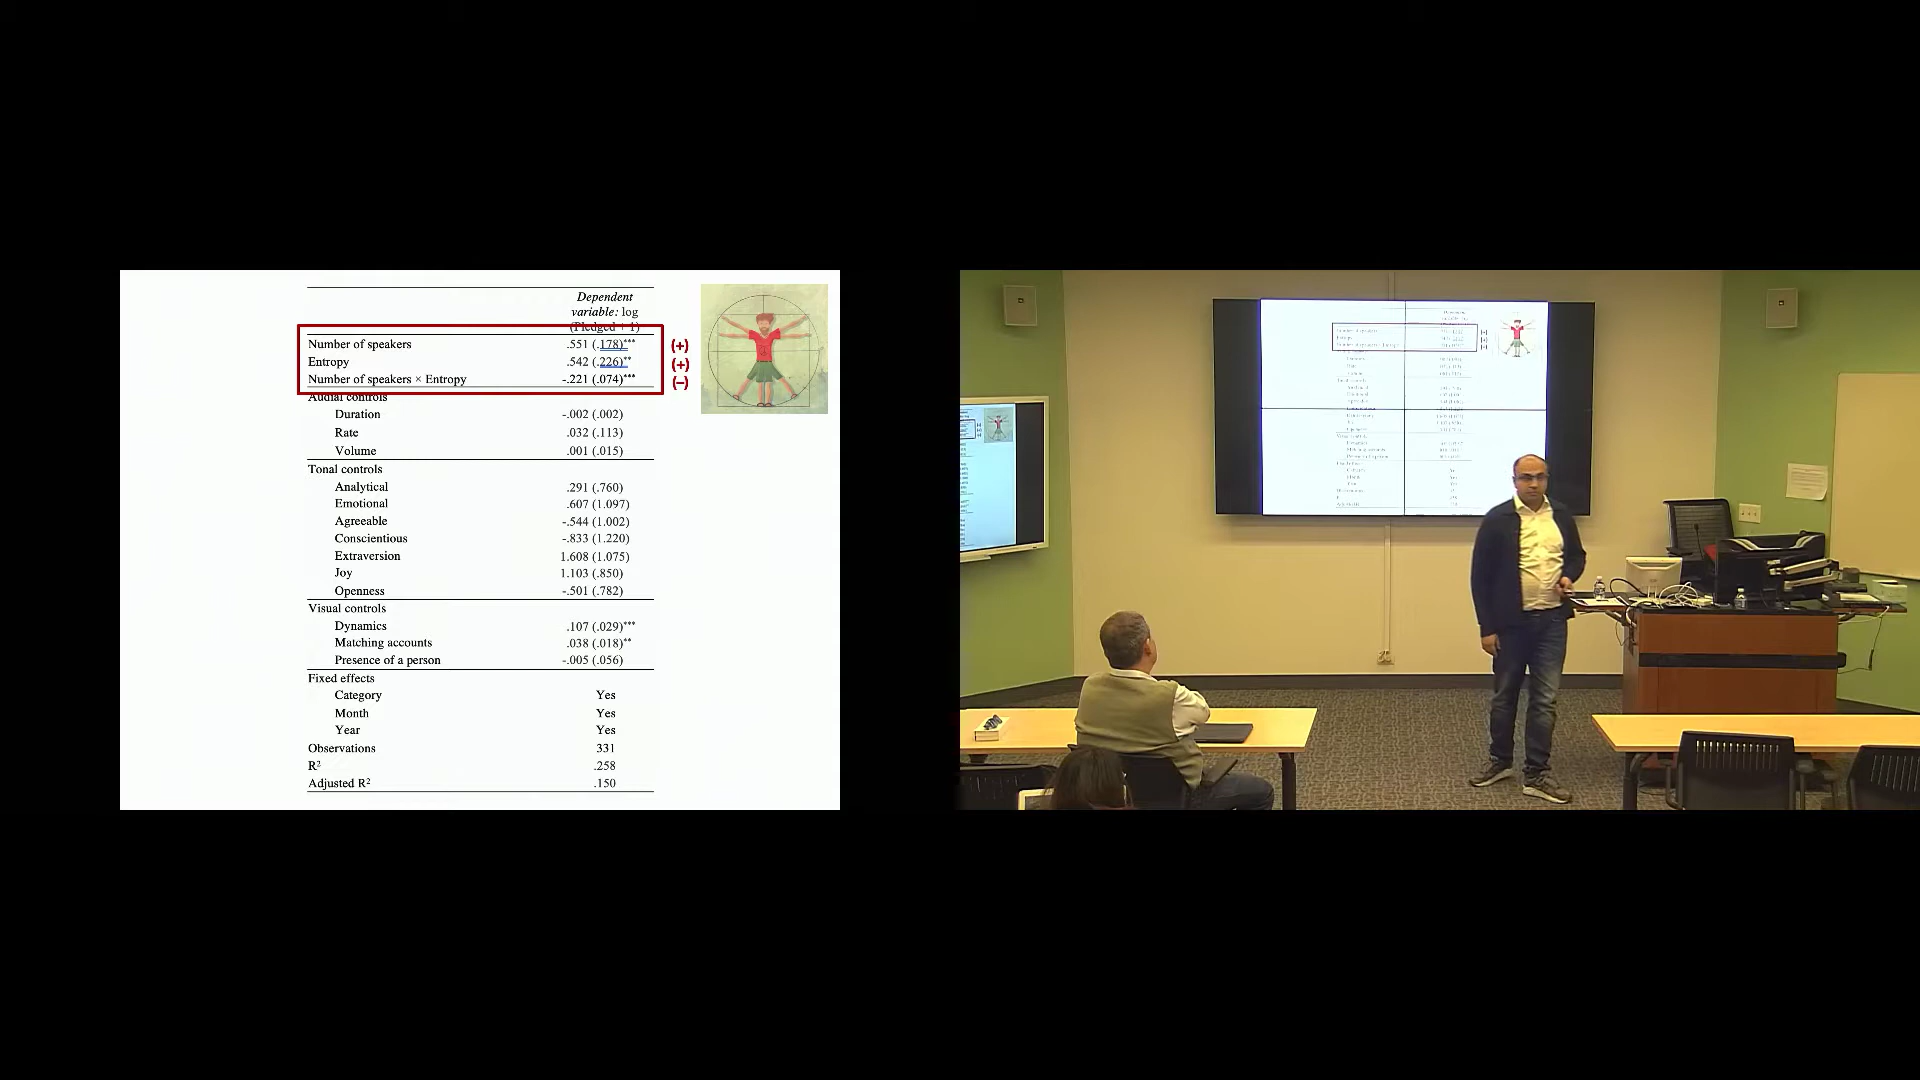 Dependent
variable: log
(Pledged + 1)
Number of speakers .551 (.178)***
Entropy .542 (.226)**
Number of speakers × Entropy -.221 (.074)***
Audial controls
Duration -.002 (.002)
Rate .032 (.113)
Volume .001 (.015)
Tonal controls
Analytical .291 (.760)
Emotional .607 (1.097)
Agreeable -.544 (1.002)
Conscientious -.833 (1.220)
Extraversion 1.608 (1.075)
Joy 1.103 (.850)
Openness -.501 (.782)
Visual controls
Dynamics .107 (.029)***
Matching accounts .038 (.018)**
Presence of a person -.005 (.056)
Fixed effects
Category Yes
Month Yes
Year Yes
Observations 331
R² .258
Adjusted R² .150
(+)
(+)
(–)